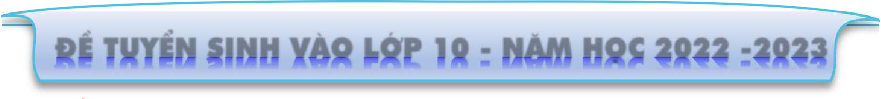 ĐỀ TUYỂN SINH VÀO LỚP 10 - NĂM HỌC 2022 -2023